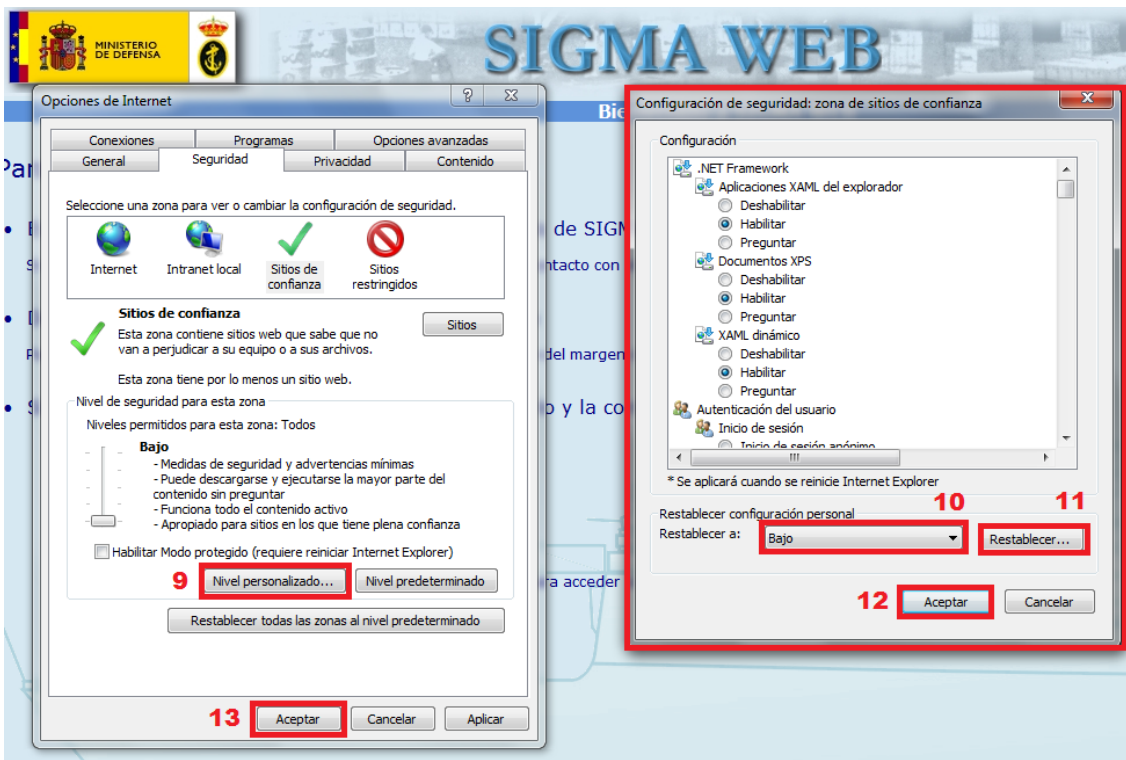 MINISTERIO
DE DEFENSA
SIGMA WEB
Opciones de Internet
Conexiones Programas Opciones avanzadas
General Seguridad Privacidad Contenido
Seleccione una zona para ver o cambiar la configuración de seguridad.
Internet Intranet local Sitios de confianza Sitios restringidos
Sitios de confianza
Sitios
Esta zona contiene sitios web que sabe que no
van a perjudicar a su equipo o a sus archivos.
Esta zona tiene por lo menos un sitio web.
Nivel de seguridad para esta zona
Niveles permitidos para esta zona: Todos
Bajo
- Medidas de seguridad y advertencias mínimas
- Puede descargarse y ejecutarse la mayor parte del
contenido sin preguntar
- Funciona todo el contenido activo
- Apropiado para sitios en los que tiene plena confianza
Habilitar Modo protegido (requiere reiniciar Internet Explorer)
9 Nivel personalizado... Nivel predeterminado
Restablecer todas las zonas al nivel predeterminado
13 Aceptar Cancelar Aplicar
Bie
de SIGM
ntacto con
del margen
o y la co
ra acceder
Configuración de seguridad: zona de sitios de confianza
Configuración
.NET Framework
Aplicaciones XAML del explorador
Deshabilitar
Habilitar
Preguntar
Documentos XPS
Deshabilitar
Habilitar
Preguntar
XAML dinámico
Deshabilitar
Habilitar
Preguntar
Autenticación del usuario
Inicio de sesión
Inicio de sesión anónimo
* Se aplicará cuando se reinicie Internet Explorer
10 11
Restablecer configuración personal
Restablecer a: Bajo Restablecer...
12 Aceptar Cancelar